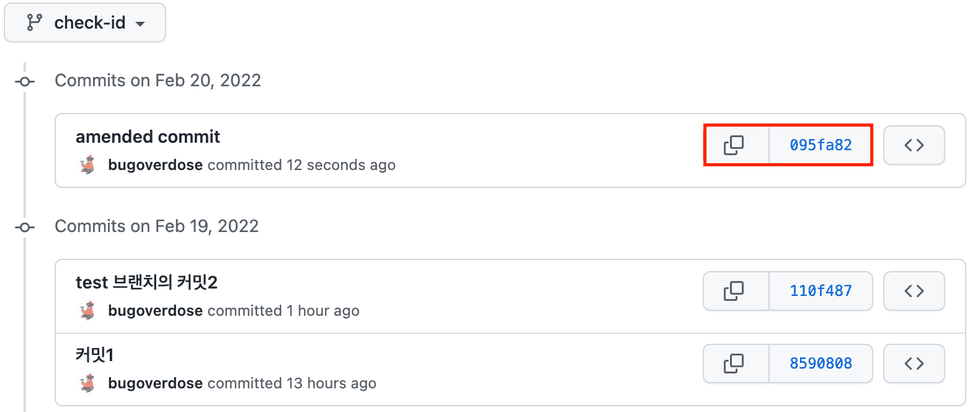 check-id
Commits on Feb 20, 2022
amended commit
095fa82
bugoverdose committed 12 seconds ago
Commits on Feb 19, 2022
test 브랜치의 커밋2
110f487
bugoverdose committed 1 hour ago
커밋1
8590808
bugoverdose committed 13 hours ago